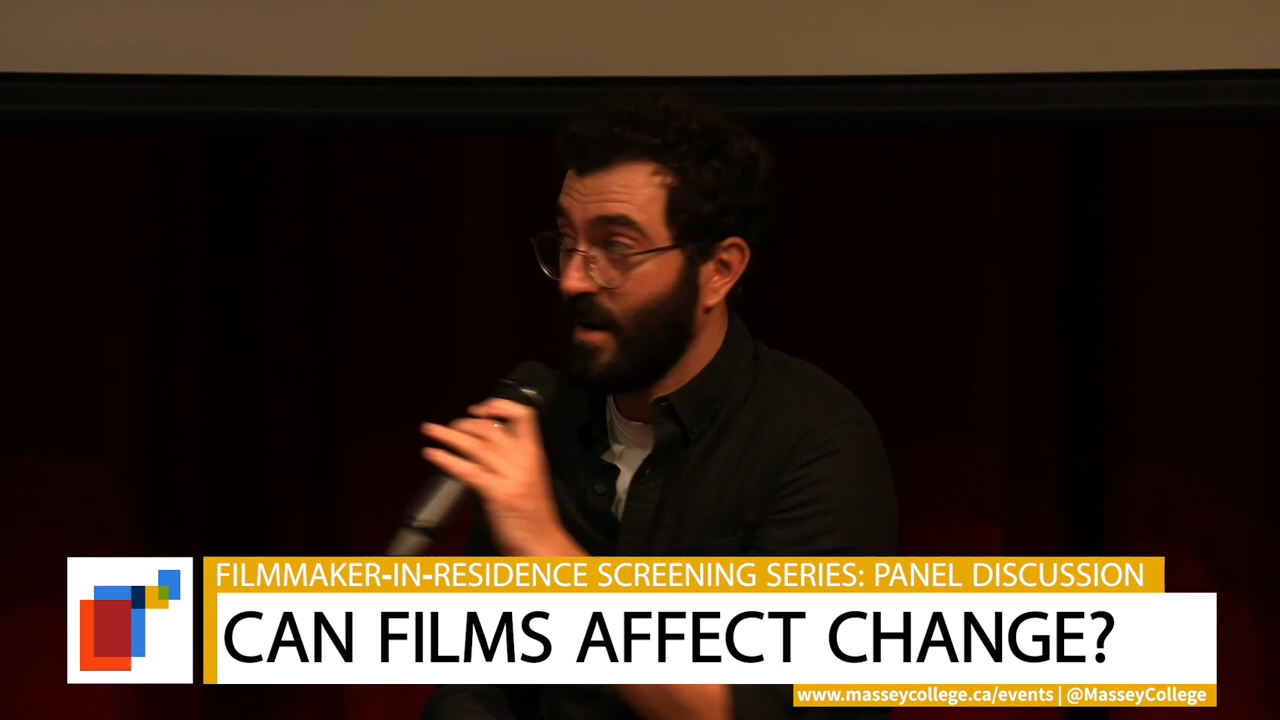 FILMMAKER-IN-RESIDENCE SCREENING SERIES: PANEL DISCUSSION
CAN FILMS AFFECT CHANGE?
www.masseycollege.ca/events | @MasseyCollege